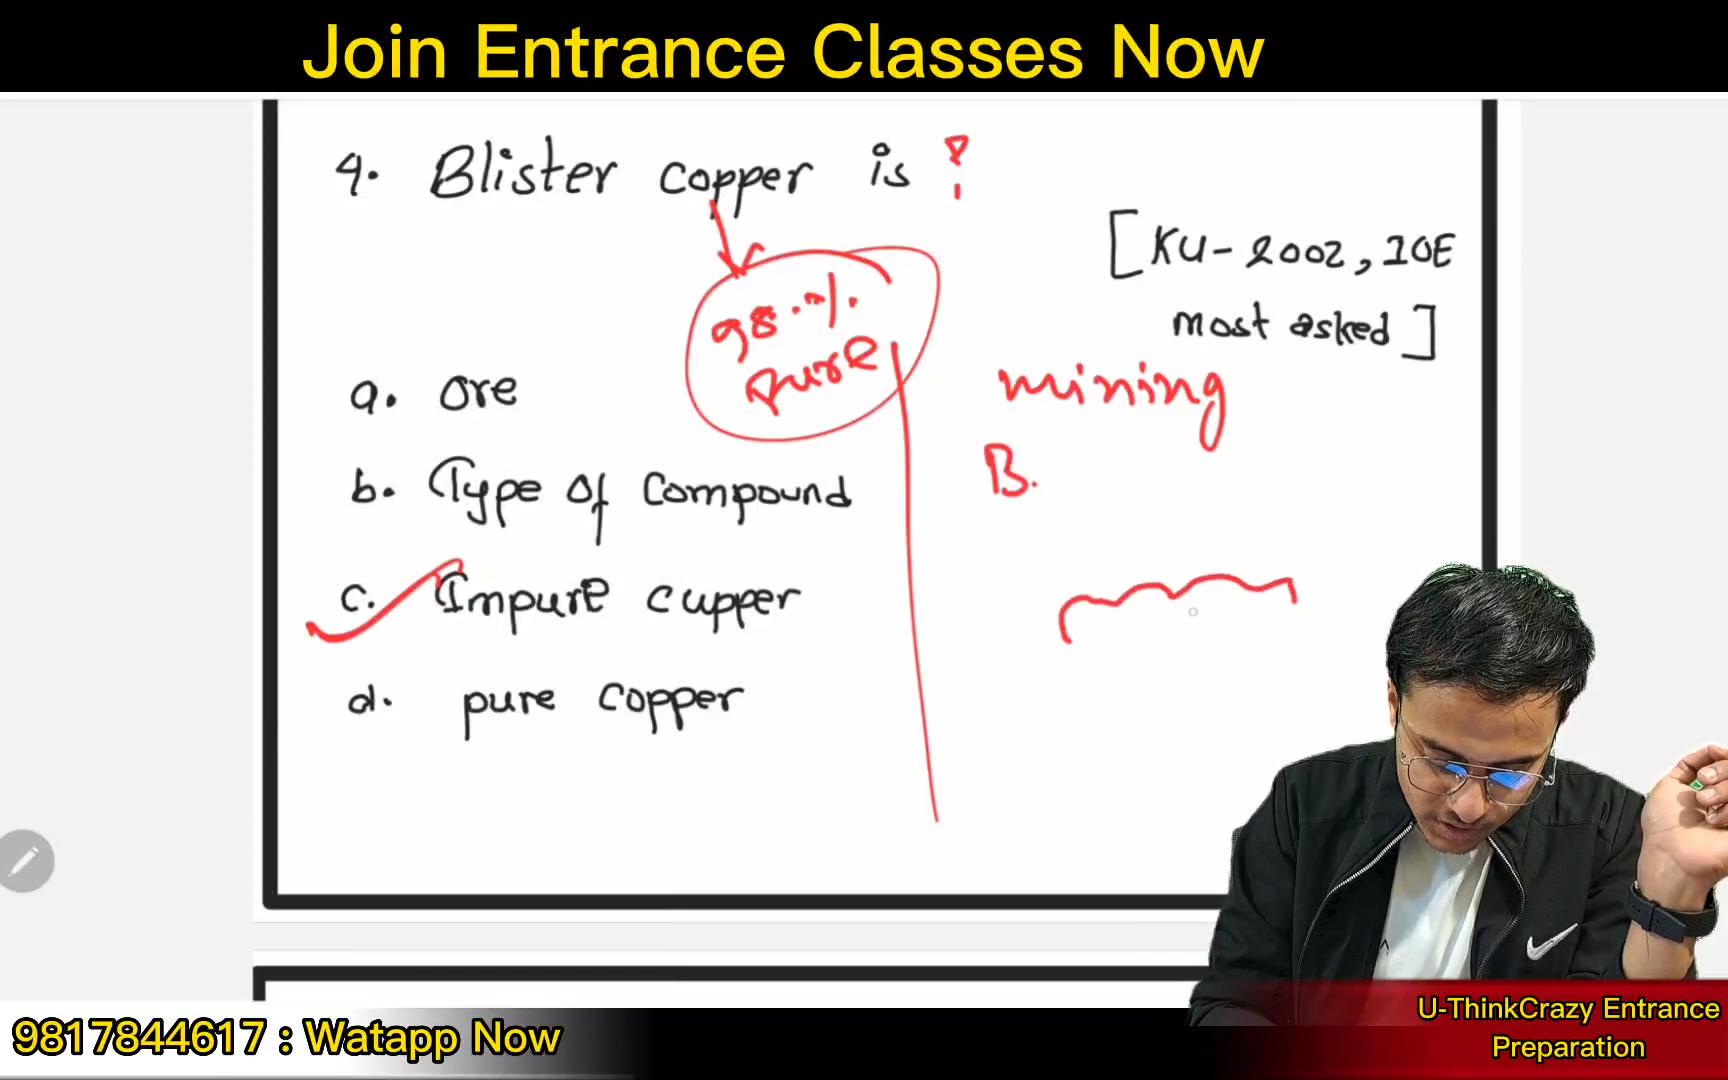 Join Entrance Classes Now
4. Blister copper is ?
[KU-2002, IOE
most asked]
98.%
pure
mining
a. ore
B.
b. Type of compound
c. Impure cupper
d. pure copper
9817844617 : Watapp Now
U-ThinkCrazy Entrance
Preparation